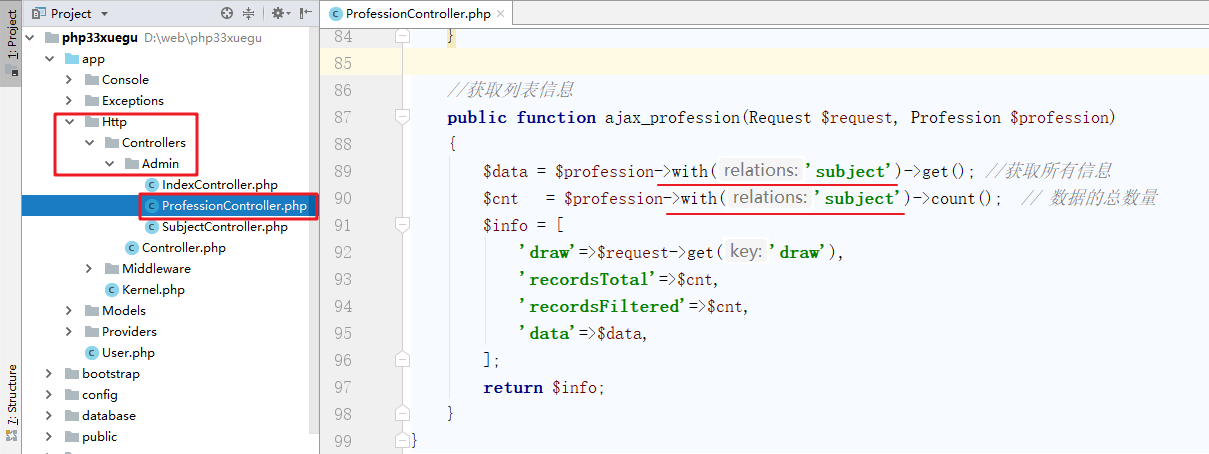 1: Project
7: Structure
Project
php33xuegu D:\web\php33xuegu
app
Console
Exceptions
Http
Controllers
Admin
IndexController.php
ProfessionController.php
SubjectController.php
Controller.php
Middleware
Kernel.php
Models
Providers
User.php
bootstrap
config
database
public
ProfessionController.php
84 }
85
86 //获取列表信息
87 public function ajax_profession(Request $request, Profession $profession)
88 {
89 $data = $profession->with( relations: 'subject')->get(); //获取所有信息
90 $cnt = $profession->with( relations: 'subject')->count(); // 数据的总数量
91 $info = [
92 'draw'=>$request->get( key: 'draw'),
93 'recordsTotal'=>$cnt,
94 'recordsFiltered'=>$cnt,
95 'data'=>$data,
96 ];
97 return $info;
98 }
99 }